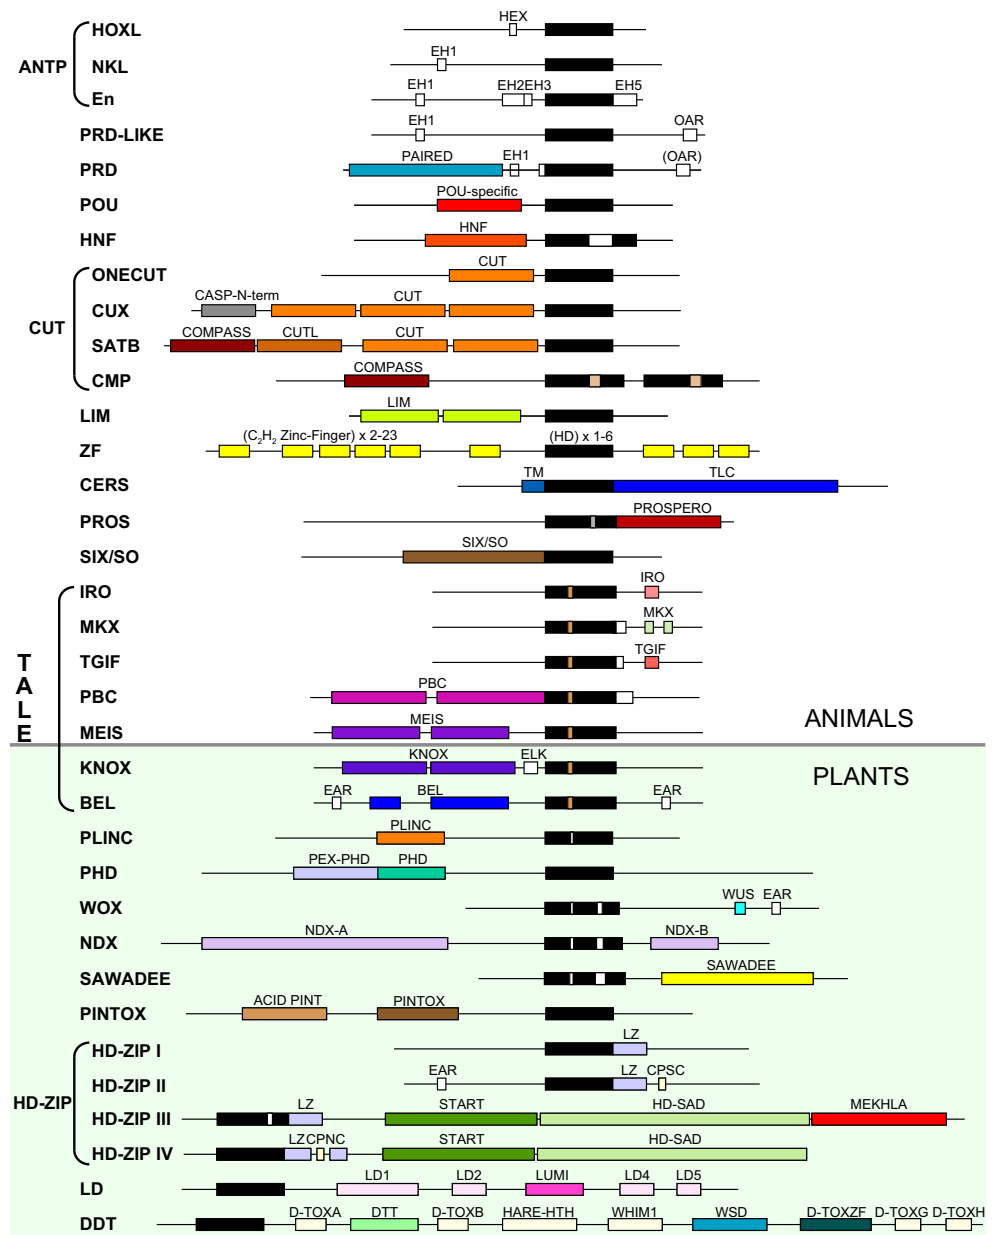 HEX
HOXL
EH1
ANTP
NKL
EH1 EH2EH3 EH5
En
EH1 OAR
PRD-LIKE
PAIRED EH1 (OAR)
PRD
POU-specific
POU
HNF
HNF
CUT
ONECUT
CASP-N-term CUT
CUX
CUT
COMPASS CUTL CUT
SATB
COMPASS
CMP
LIM
LIM
(C2H2 Zinc-Finger) x 2-23 (HD) x 1-6
ZF
TM TLC
CERS
PROSPERO
PROS
SIX/SO
SIX/SO
IRO
IRO
MKX
MKX
TGIF
TGIF
TALE
PBC
PBC
MEIS
MEIS
ANIMALS
KNOX ELK
KNOX
PLANTS
EAR BEL EAR
BEL
PLINC
PLINC
PEX-PHD PHD
PHD
WUS EAR
WOX
NDX-A NDX-B
NDX
SAWADEE
SAWADEE
ACID PINT PINTOX
PINTOX
LZ
HD-ZIP I
EAR LZ CPSC
HD-ZIP II
HD-ZIP
LZ START HD-SAD MEKHLA
HD-ZIP III
LZ CPNC START HD-SAD
HD-ZIP IV
LD1 LD2 LUMI LD4 LD5
LD
D-TOXA DTT D-TOXB HARE-HTH WHIM1 WSD D-TOXZF D-TOXG D-TOXH
DDT